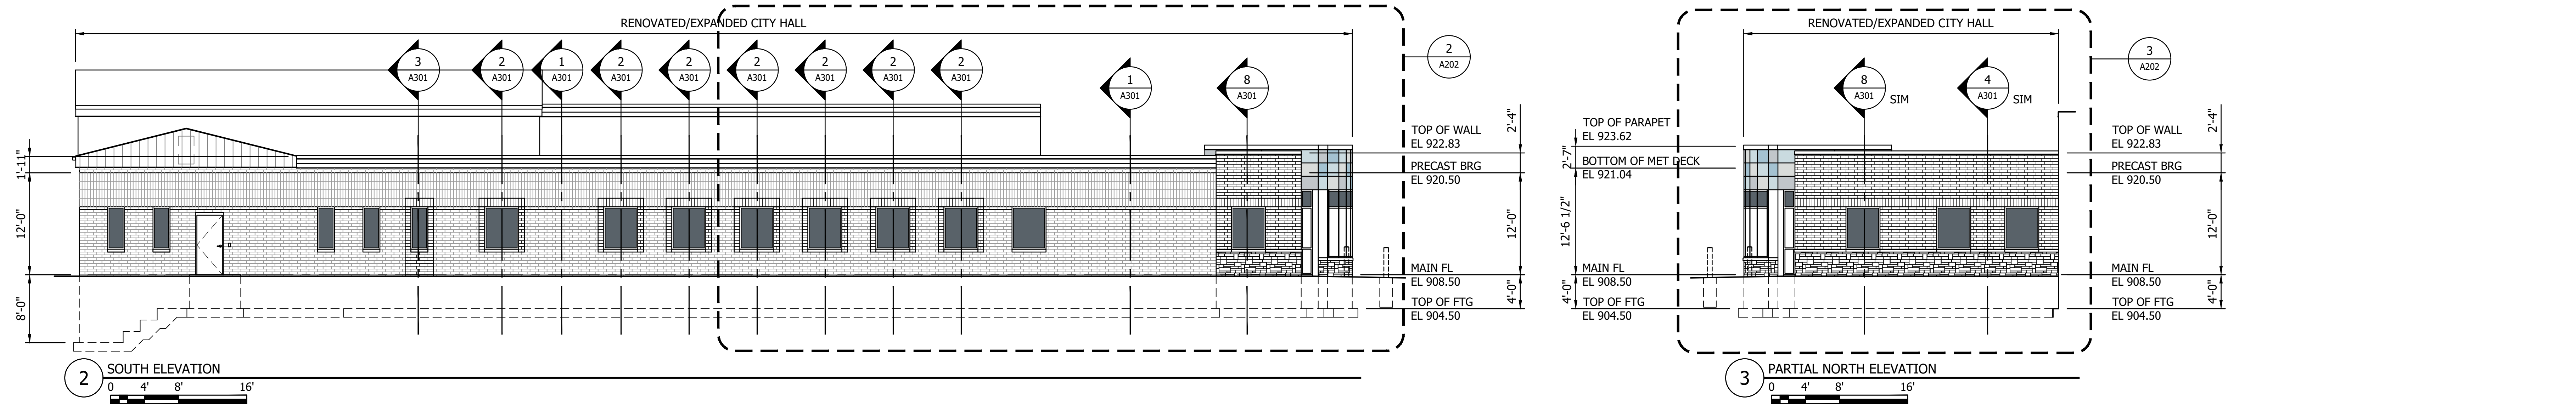 RENOVATED/EXPANDED CITY HALL
3
A301
2
A301
1
A301
2
A301
2
A301
2
A301
2
A301
2
A301
2
A301
1
A301
8
A301
2
A202
1'-11"
12'-0"
8'-0"
TOP OF WALL
EL 922.83
PRECAST BRG
EL 920.50
MAIN FL
EL 908.50
TOP OF FTG
EL 904.50
2'-4"
12'-0"
4'-0"
2
SOUTH ELEVATION
0 4' 8' 16'
RENOVATED/EXPANDED CITY HALL
8
A301
SIM
4
A301
SIM
3
A202
TOP OF PARAPET
EL 923.62
BOTTOM OF MET DECK
EL 921.04
MAIN FL
EL 908.50
TOP OF FTG
EL 904.50
2'-7"
12'-6 1/2"
4'-0"
TOP OF WALL
EL 922.83
PRECAST BRG
EL 920.50
MAIN FL
EL 908.50
TOP OF FTG
EL 904.50
2'-4"
12'-0"
4'-0"
3
PARTIAL NORTH ELEVATION
0 4' 8' 16'